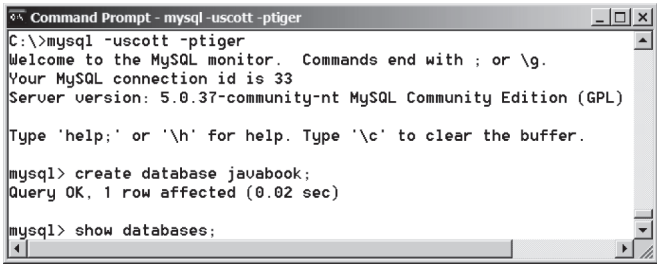 Command Prompt - mysql -uscott -ptiger
C:\>mysql -uscott -ptiger
Welcome to the MySQL monitor.  Commands end with ; or \g.
Your MySQL connection id is 33
Server version: 5.0.37-community-nt MySQL Community Edition (GPL)
Type 'help;' or '\h' for help. Type '\c' to clear the buffer.
mysql> create database javabook;
Query OK, 1 row affected (0.02 sec)
mysql> show databases;